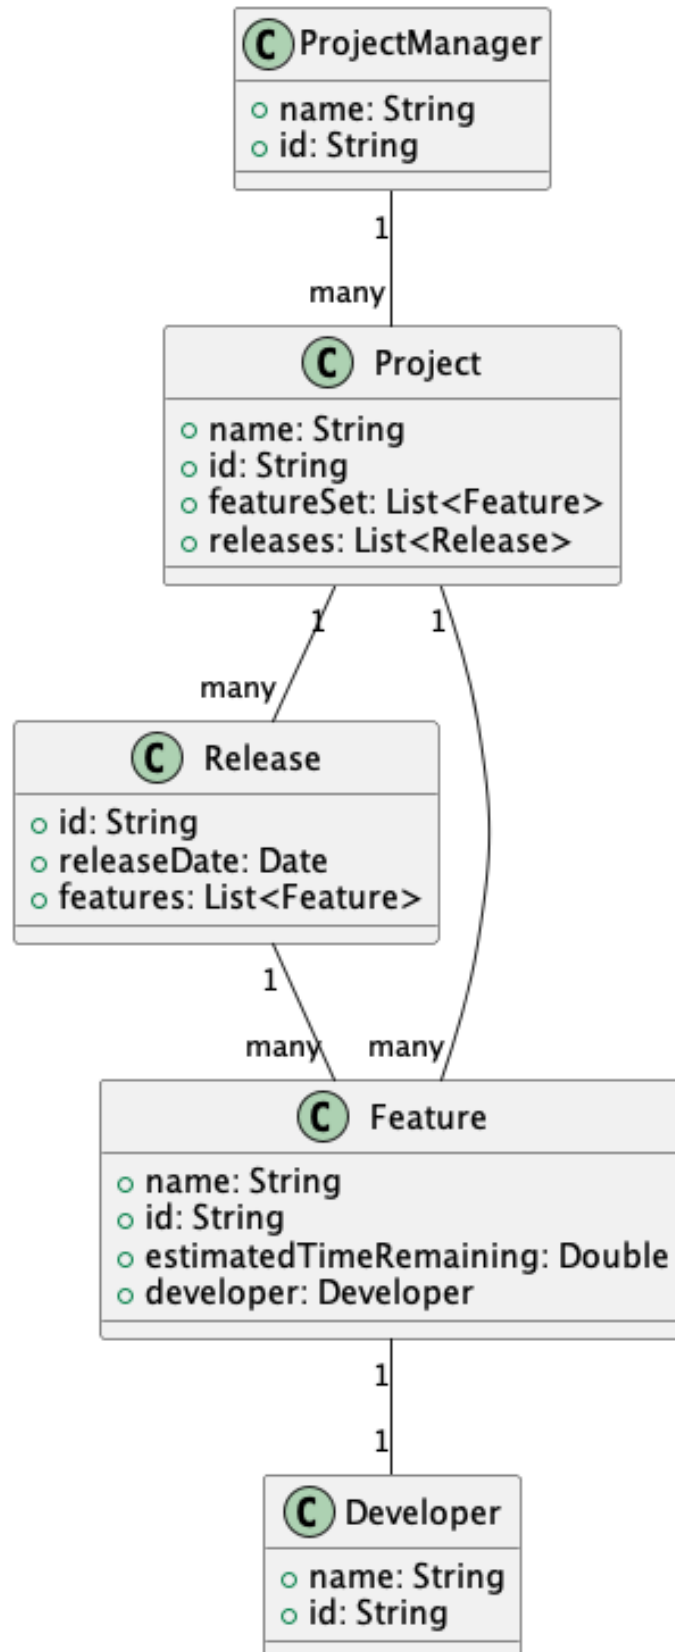 C ProjectManager
name: String
id: String
1
many
C Project
name: String
id: String
featureSet: List<Feature>
releases: List<Release>
1 1
many
C Release
id: String
releaseDate: Date
features: List<Feature>
1
many many
C Feature
name: String
id: String
estimatedTimeRemaining: Double
developer: Developer
1
1
C Developer
name: String
id: String